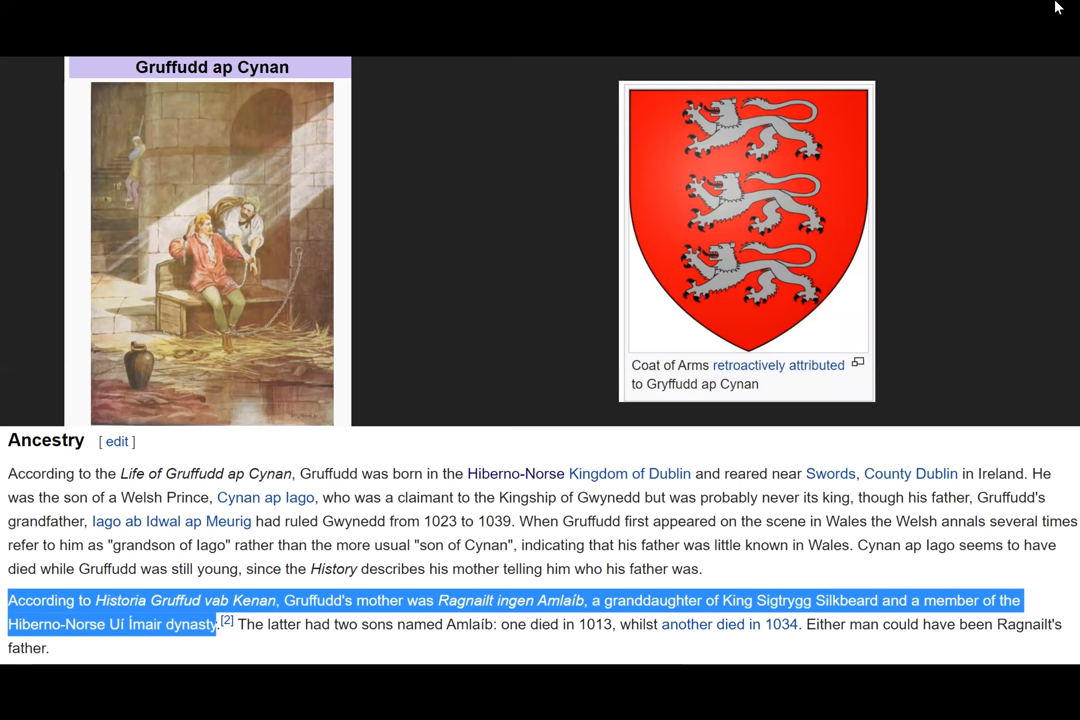 Gruffudd ap Cynan
Coat of Arms retroactively attributed
to Gryffudd ap Cynan
Ancestry [ edit ]
According to the Life of Gruffudd ap Cynan, Gruffudd was born in the Hiberno-Norse Kingdom of Dublin and reared near Swords, County Dublin in Ireland. He
was the son of a Welsh Prince, Cynan ap Iago, who was a claimant to the Kingship of Gwynedd but was probably never its king, though his father, Gruffudd's
grandfather, Iago ab Idwal ap Meurig had ruled Gwynedd from 1023 to 1039. When Gruffudd first appeared on the scene in Wales the Welsh annals several times
refer to him as "grandson of Iago" rather than the more usual "son of Cynan", indicating that his father was little known in Wales. Cynan ap Iago seems to have
died while Gruffudd was still young, since the History describes his mother telling him who his father was.
According to Historia Gruffud vab Kenan, Gruffudd's mother was Ragnailt ingen Amlaíb, a granddaughter of King Sigtrygg Silkbeard and a member of the
Hiberno-Norse Uí Ímair dynasty.[2] The latter had two sons named Amlaíb: one died in 1013, whilst another died in 1034. Either man could have been Ragnailt's
father.